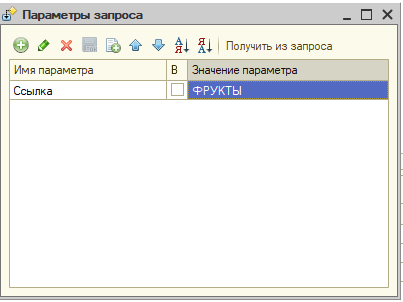 Параметры запроса
А
Я
Я
А
Получить из запроса
Имя параметра В Значение параметра
Ссылка ФРУКТЫ